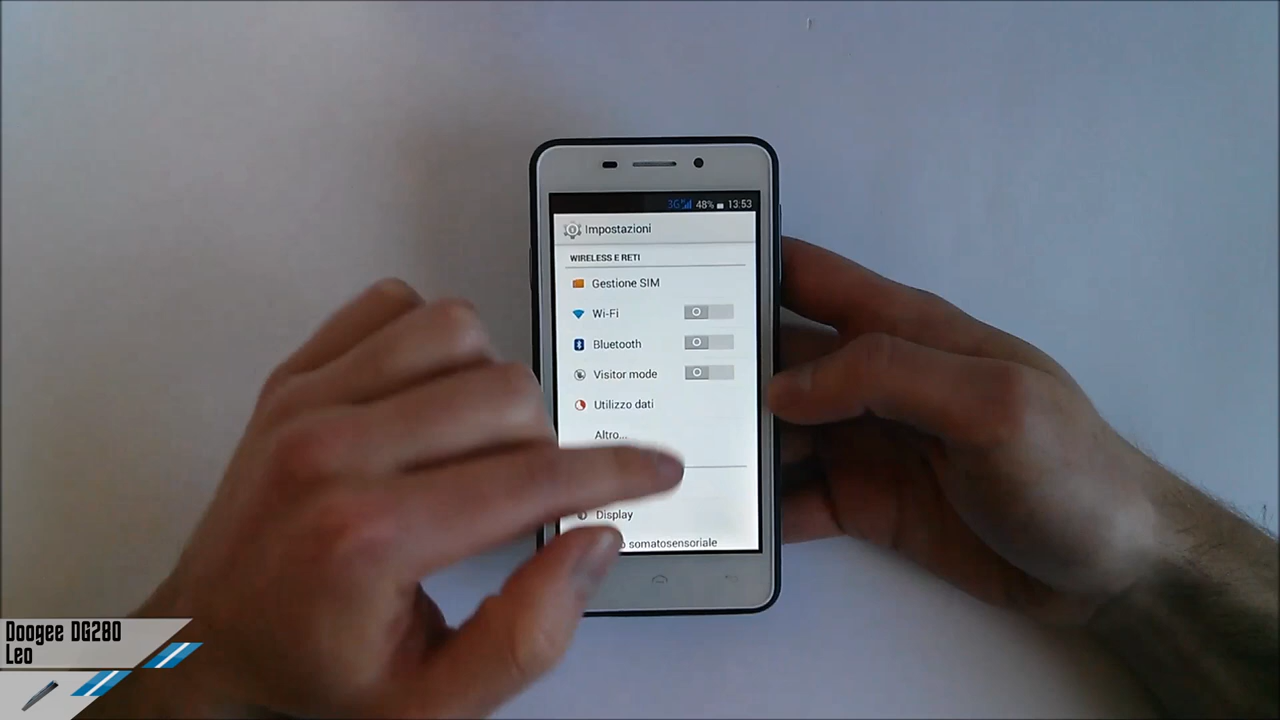 3G 48% 13:53
Impostazioni
WIRELESS E RETI
Gestione SIM
Wi-Fi
Bluetooth
Visitor mode
Utilizzo dati
Altro...
Display
somatosensoriale
Doogee DG280
Leo